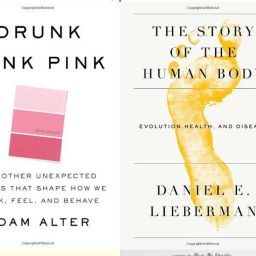 DRUNK
NK PINK
OTHER UNEXPECTED
S THAT SHAPE HOW WE
K, FEEL, AND BEHAVE
DAM ALTER
THE STORY
OF THE
HUMAN BODY
EVOLUTION, HEALTH, AND DISEA
DANIEL E.
LIEBERMAN